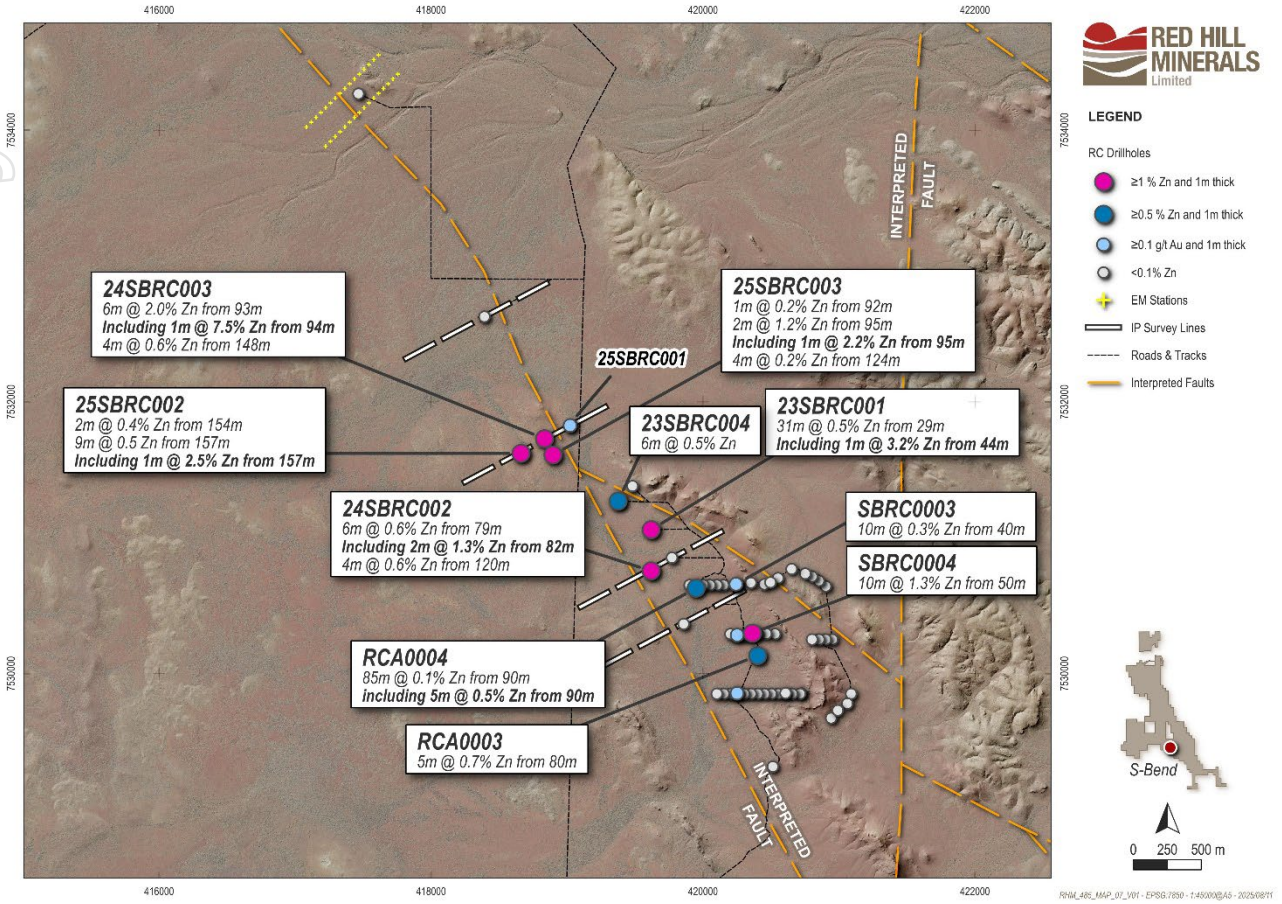 416000
418000
420000
422000
RED HILL
MINERALS
Limited
LEGEND
RC Drillholes
≥1 % Zn and 1m thick
≥0.5 % Zn and 1m thick
≥0.1 g/t Au and 1m thick
<0.1% Zn
EM Stations
IP Survey Lines
Roads & Tracks
Interpreted Faults
7534000
7534000
INTERPRETED
FAULT
24SBRC003
6m @ 2.0% Zn from 93m
Including 1m @ 7.5% Zn from 94m
4m @ 0.6% Zn from 148m
25SBRC003
1m @ 0.2% Zn from 92m
2m @ 1.2% Zn from 95m
Including 1m @ 2.2% Zn from 95m
4m @ 0.2% Zn from 124m
25SBRC001
7532000
7532000
25SBRC002
2m @ 0.4% Zn from 154m
9m @ 0.5 Zn from 157m
Including 1m @ 2.5% Zn from 157m
23SBRC004
6m @ 0.5% Zn
23SBRC001
31m @ 0.5% Zn from 29m
Including 1m @ 3.2% Zn from 44m
24SBRC002
6m @ 0.6% Zn from 79m
Including 2m @ 1.3% Zn from 82m
4m @ 0.6% Zn from 120m
SBRC0003
10m @ 0.3% Zn from 40m
SBRC0004
10m @ 1.3% Zn from 50m
RCA0004
85m @ 0.1% Zn from 90m
including 5m @ 0.5% Zn from 90m
RCA0003
5m @ 0.7% Zn from 80m
7530000
7530000
INTERPRETED
FAULT
S-Bend
0 250 500 m
416000
418000
420000
422000
RHM_485_MAP_07_V01 - EPSG:7850 - 1:45000@A5 - 2025/08/11